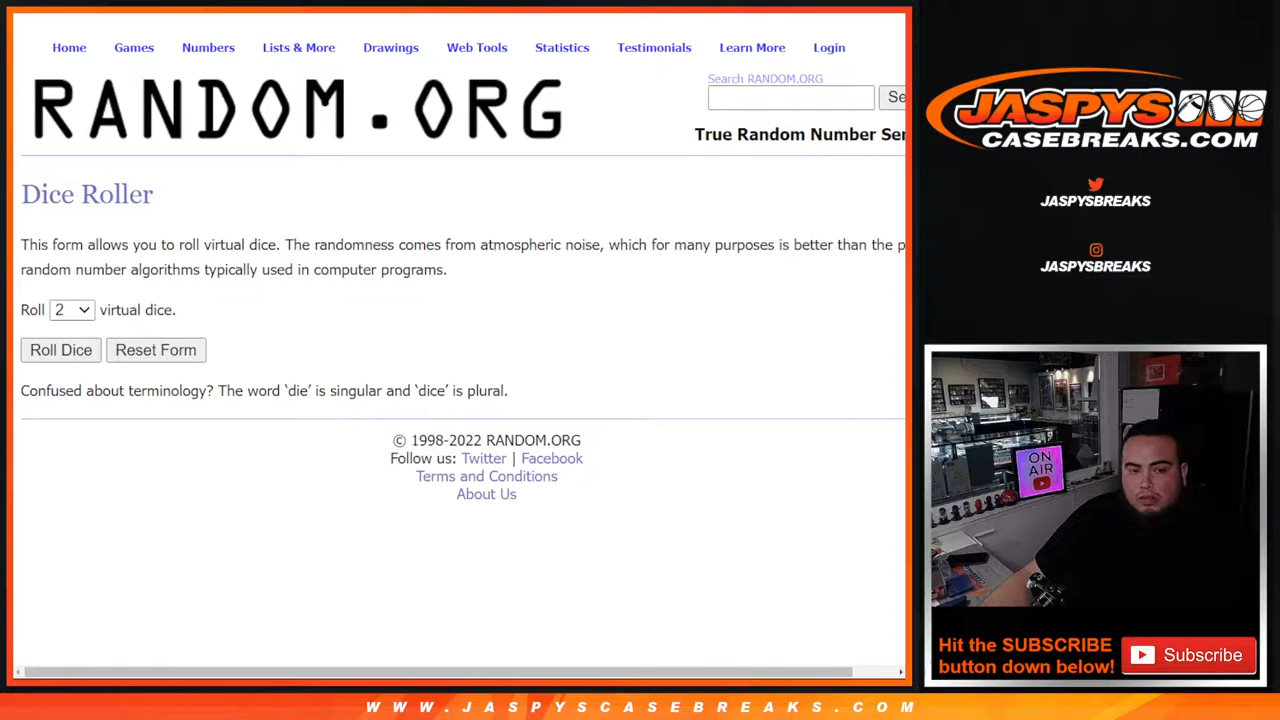 Home Games Numbers Lists & More Drawings Web Tools Statistics Testimonials Learn More Login
RANDOM.ORG
Search RANDOM.ORG
Se
True Random Number Ser
Dice Roller
This form allows you to roll virtual dice. The randomness comes from atmospheric noise, which for many purposes is better than the p
random number algorithms typically used in computer programs.
Roll 2 virtual dice.
Roll Dice Reset Form
Confused about terminology? The word ‘die’ is singular and ‘dice’ is plural.
© 1998-2022 RANDOM.ORG
Follow us: Twitter | Facebook
Terms and Conditions
About Us
JASPYS
CASEBREAKS.COM
JASPYSBREAKS
JASPYSBREAKS
ON
AIR
Hit the SUBSCRIBE
button down below!
Subscribe
WWW.JASPYSCASEBREAKS.COM